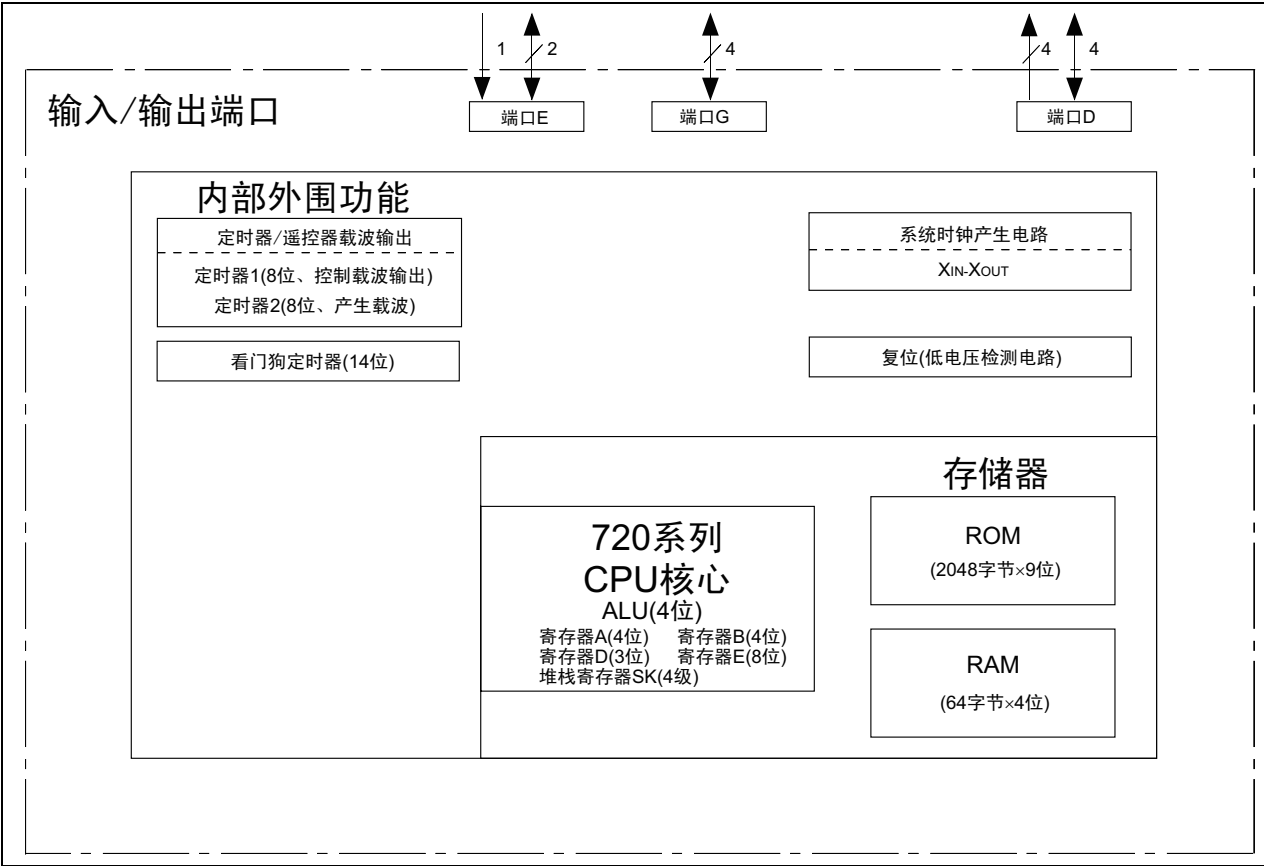 1 2 4 4 4
输入/输出端口
端口E 端口G 端口D
内部外围功能
定时器/遥控器载波输出
定时器1(8位、控制载波输出)
定时器2(8位、产生载波)
看门狗定时器(14位)
系统时钟产生电路
XIN-XOUT
复位(低电压检测电路)
存储器
720系列
CPU核心
ALU(4位)
寄存器A(4位) 寄存器B(4位)
寄存器D(3位) 寄存器E(8位)
堆栈寄存器SK(4级)
ROM
(2048字节×9位)
RAM
(64字节×4位)